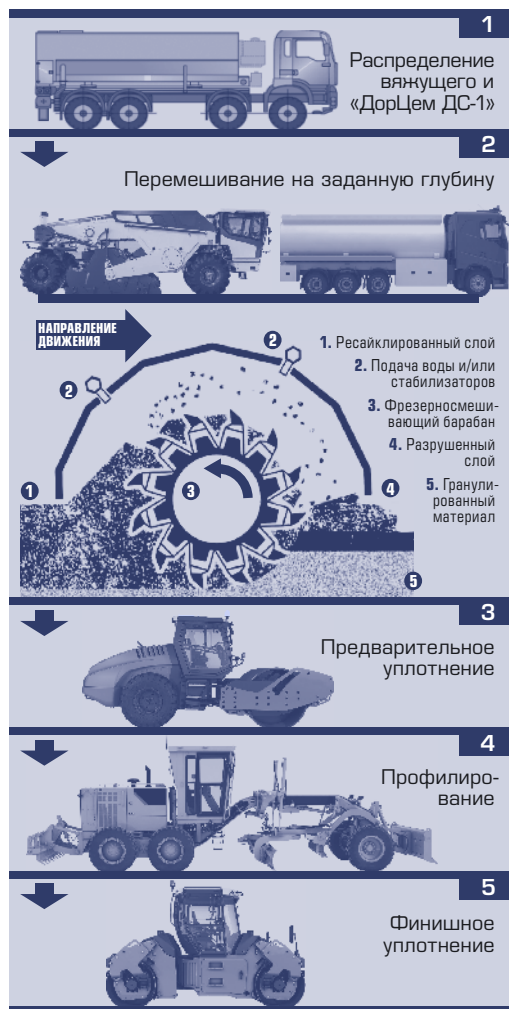 1
Распределение
вяжущего и
«ДорЦем ДС-1»
2
Перемешивание на заданную глубину
НАПРАВЛЕНИЕ
ДВИЖЕНИЯ
2
2
1
3
4
5
1. Ресайклированный слой
2. Подача воды и/или
стабилизаторов
3. Фрезерносмеши-
вающий барабан
4. Разрушенный
слой
5. Гранули-
рованный
материал
3
Предварительное
уплотнение
4
Профилиро-
вание
5
Финишное
уплотнение